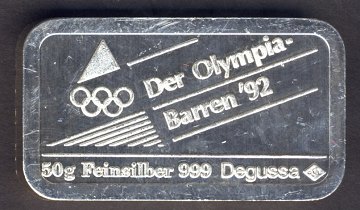 Der Olympia-
Barren '92
50g Feinsilber 999 Degussa